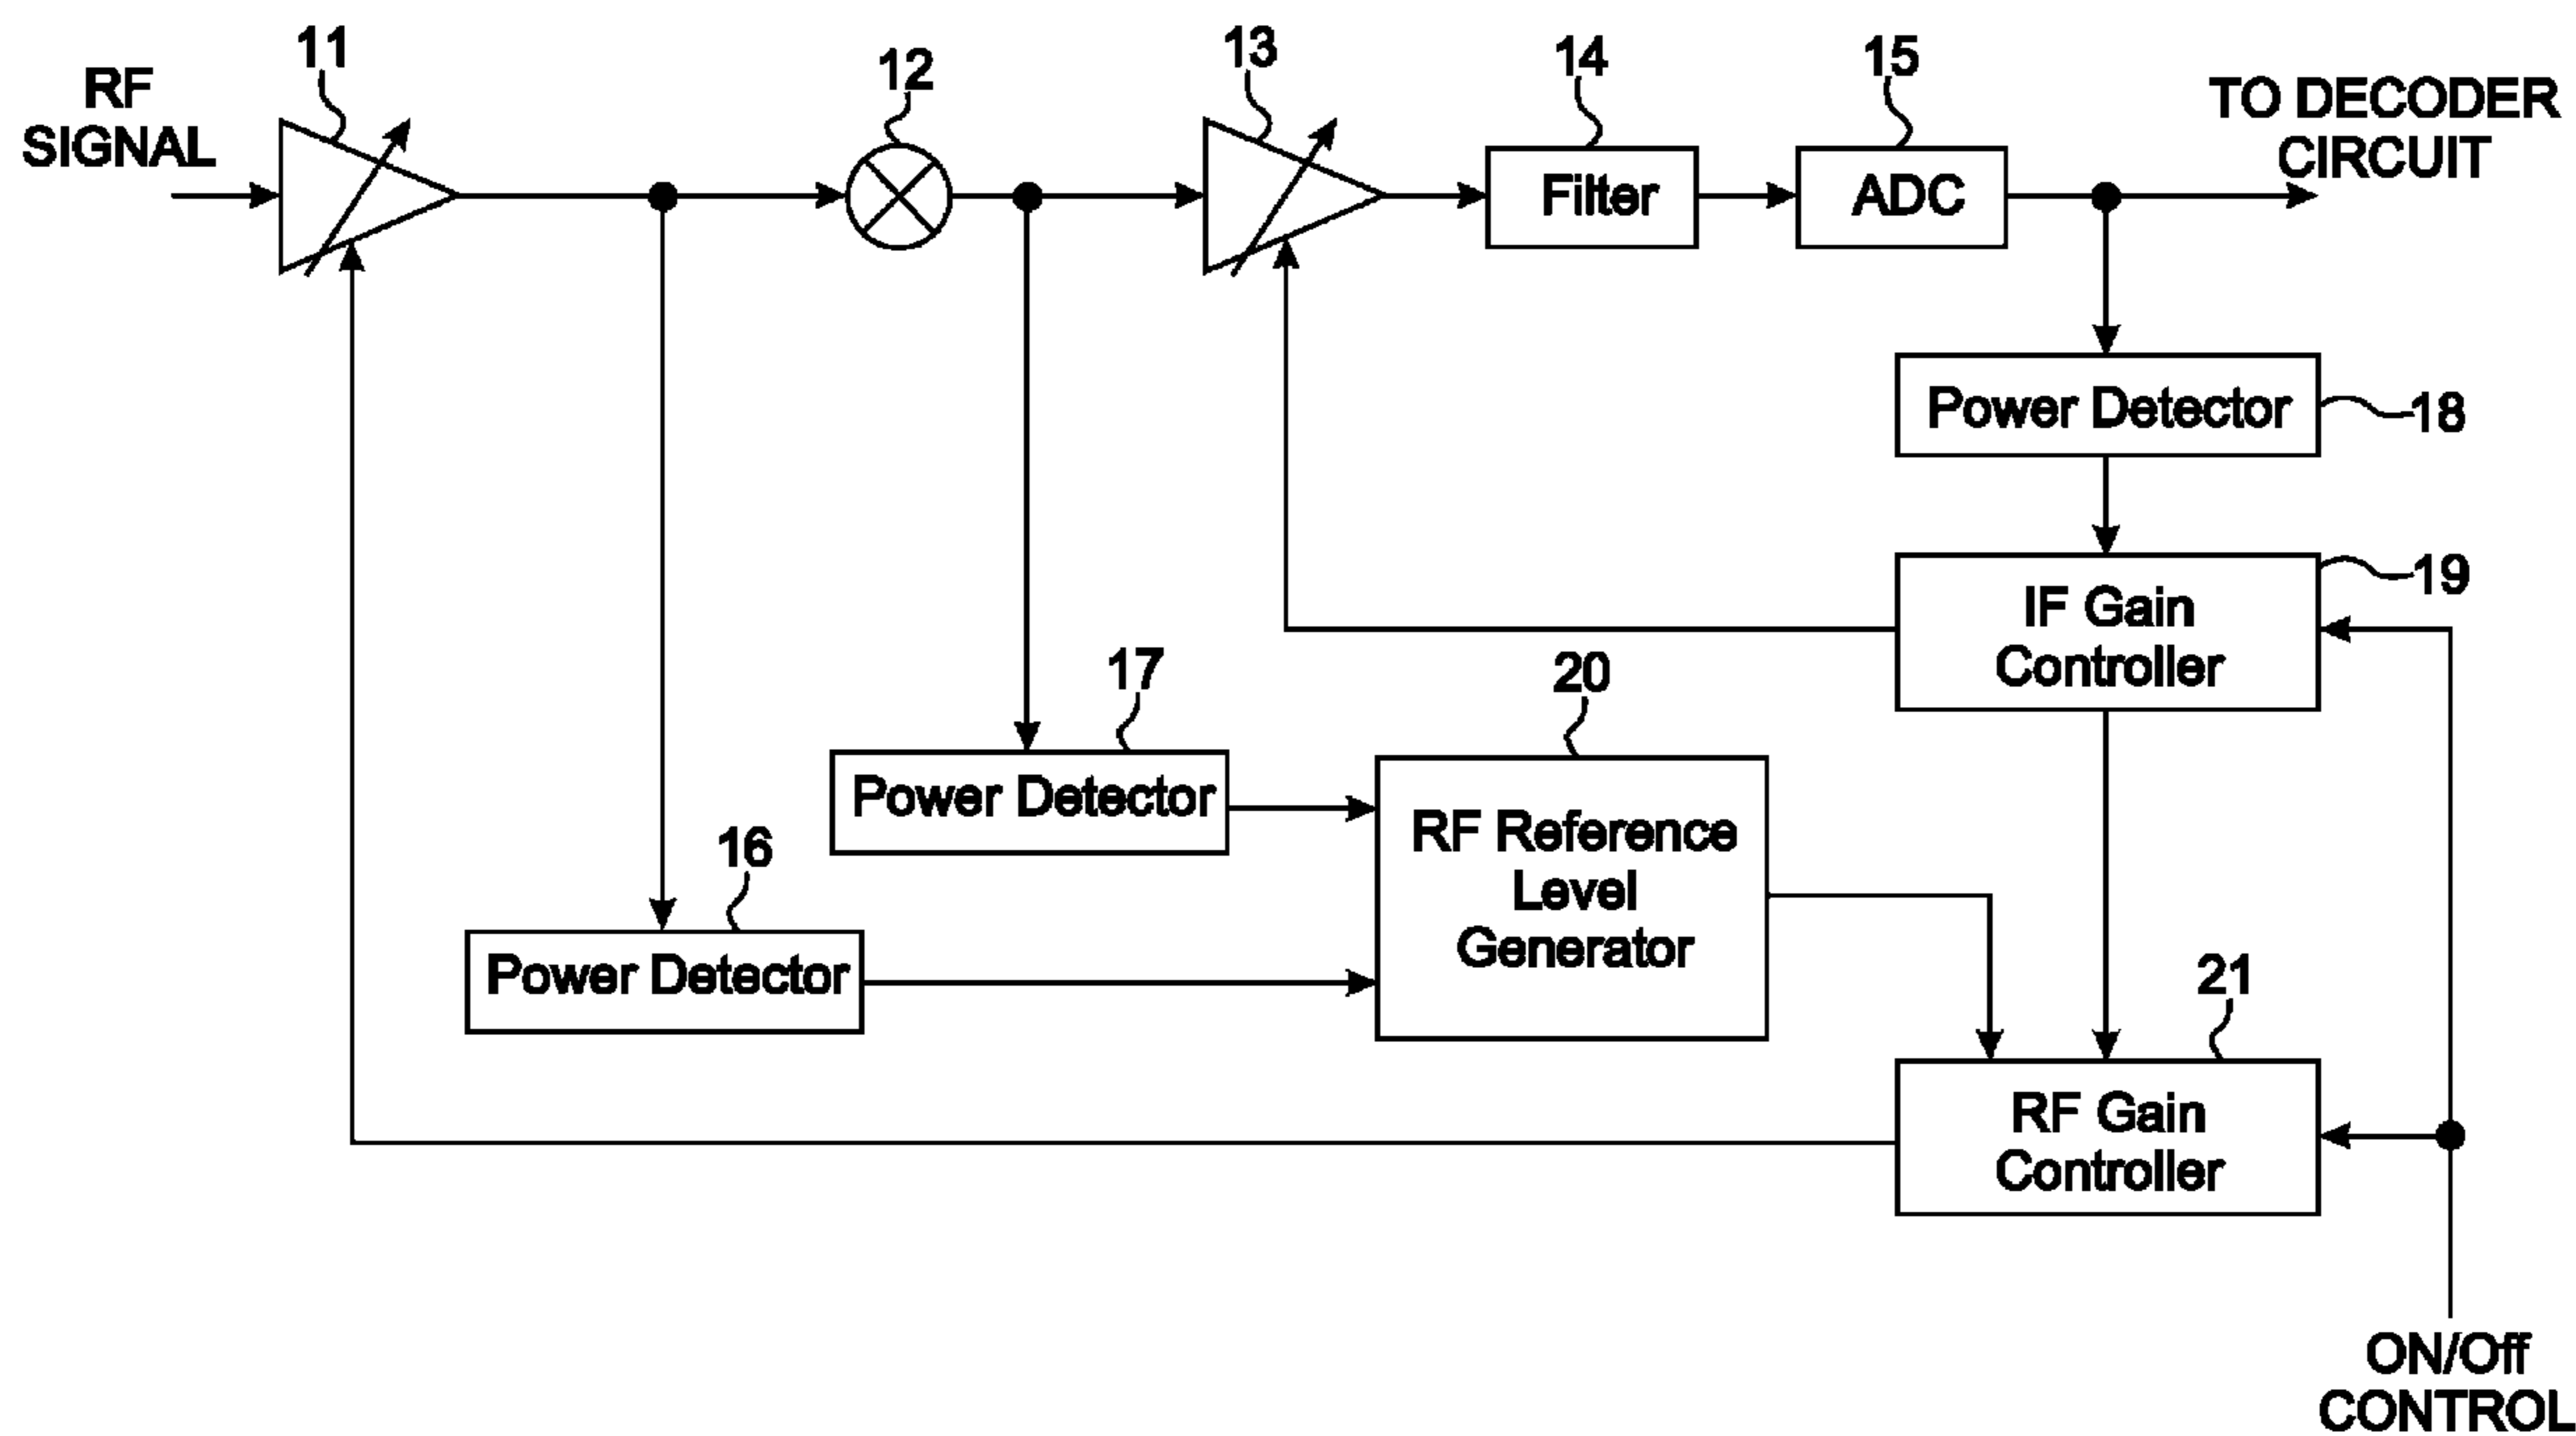 11
12
13
14
15
RF
SIGNAL
TO DECODER
CIRCUIT
Filter
ADC
Power Detector
18
IF Gain
Controller
19
17
Power Detector
20
RF Reference
Level
Generator
16
Power Detector
21
RF Gain
Controller
ON/Off
CONTROL